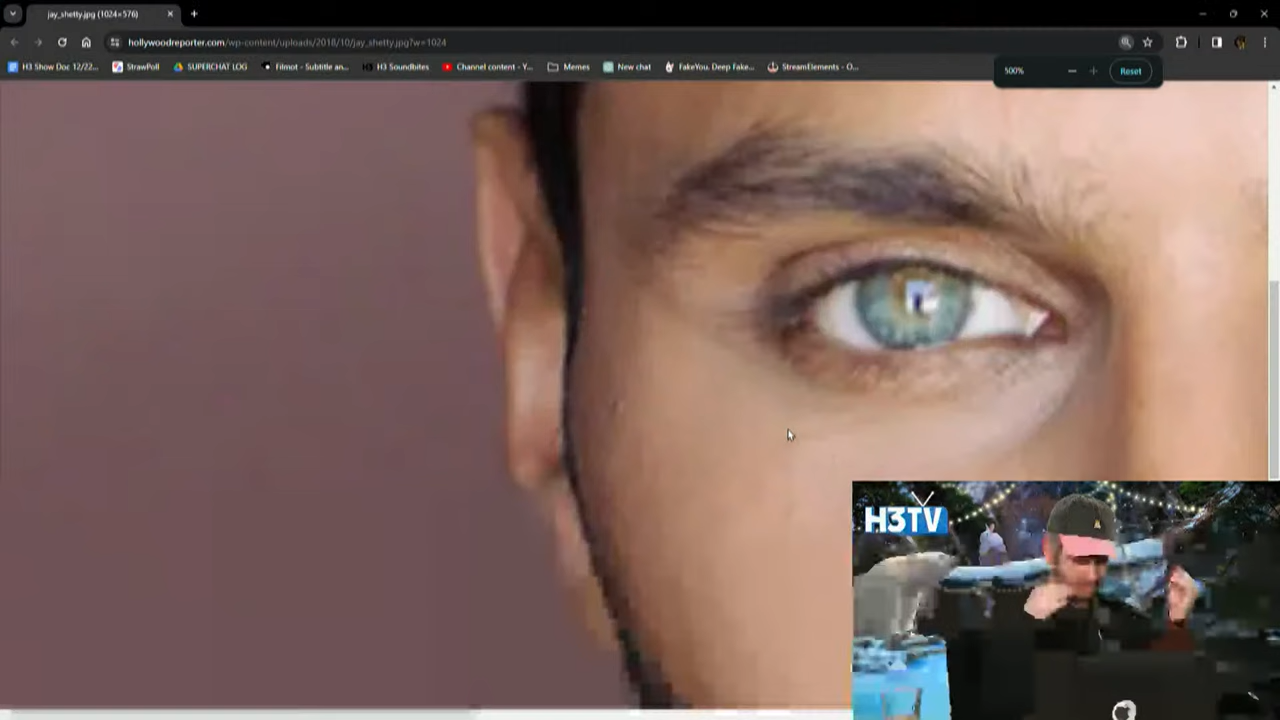 jay_shetty.jpg (1024×576)
hollywoodreporter.com/wp-content/uploads/2018/10/jay_shetty.jpg?w=1024
H3 Show Doc 12/22... StrawPoll SUPERCHAT LOG Filmot - Subtitle an... H3 Soundbites Channel content - Y... Memes New chat FakeYou. Deep Fake... StreamElements - O...
500% Reset
H3TV